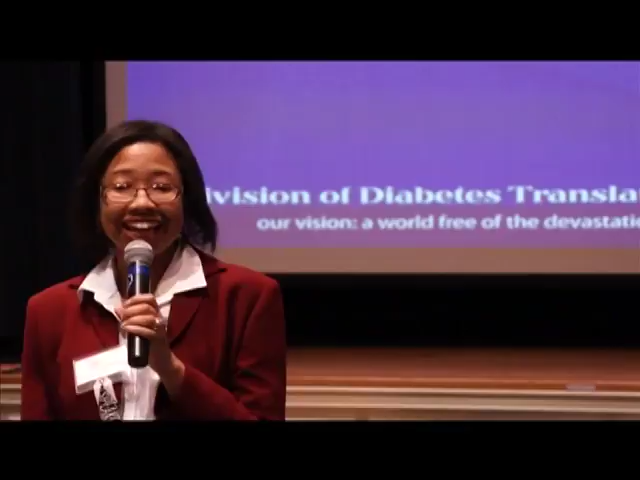 ivision of Diabetes Transla
our vision: a world free of the devastati